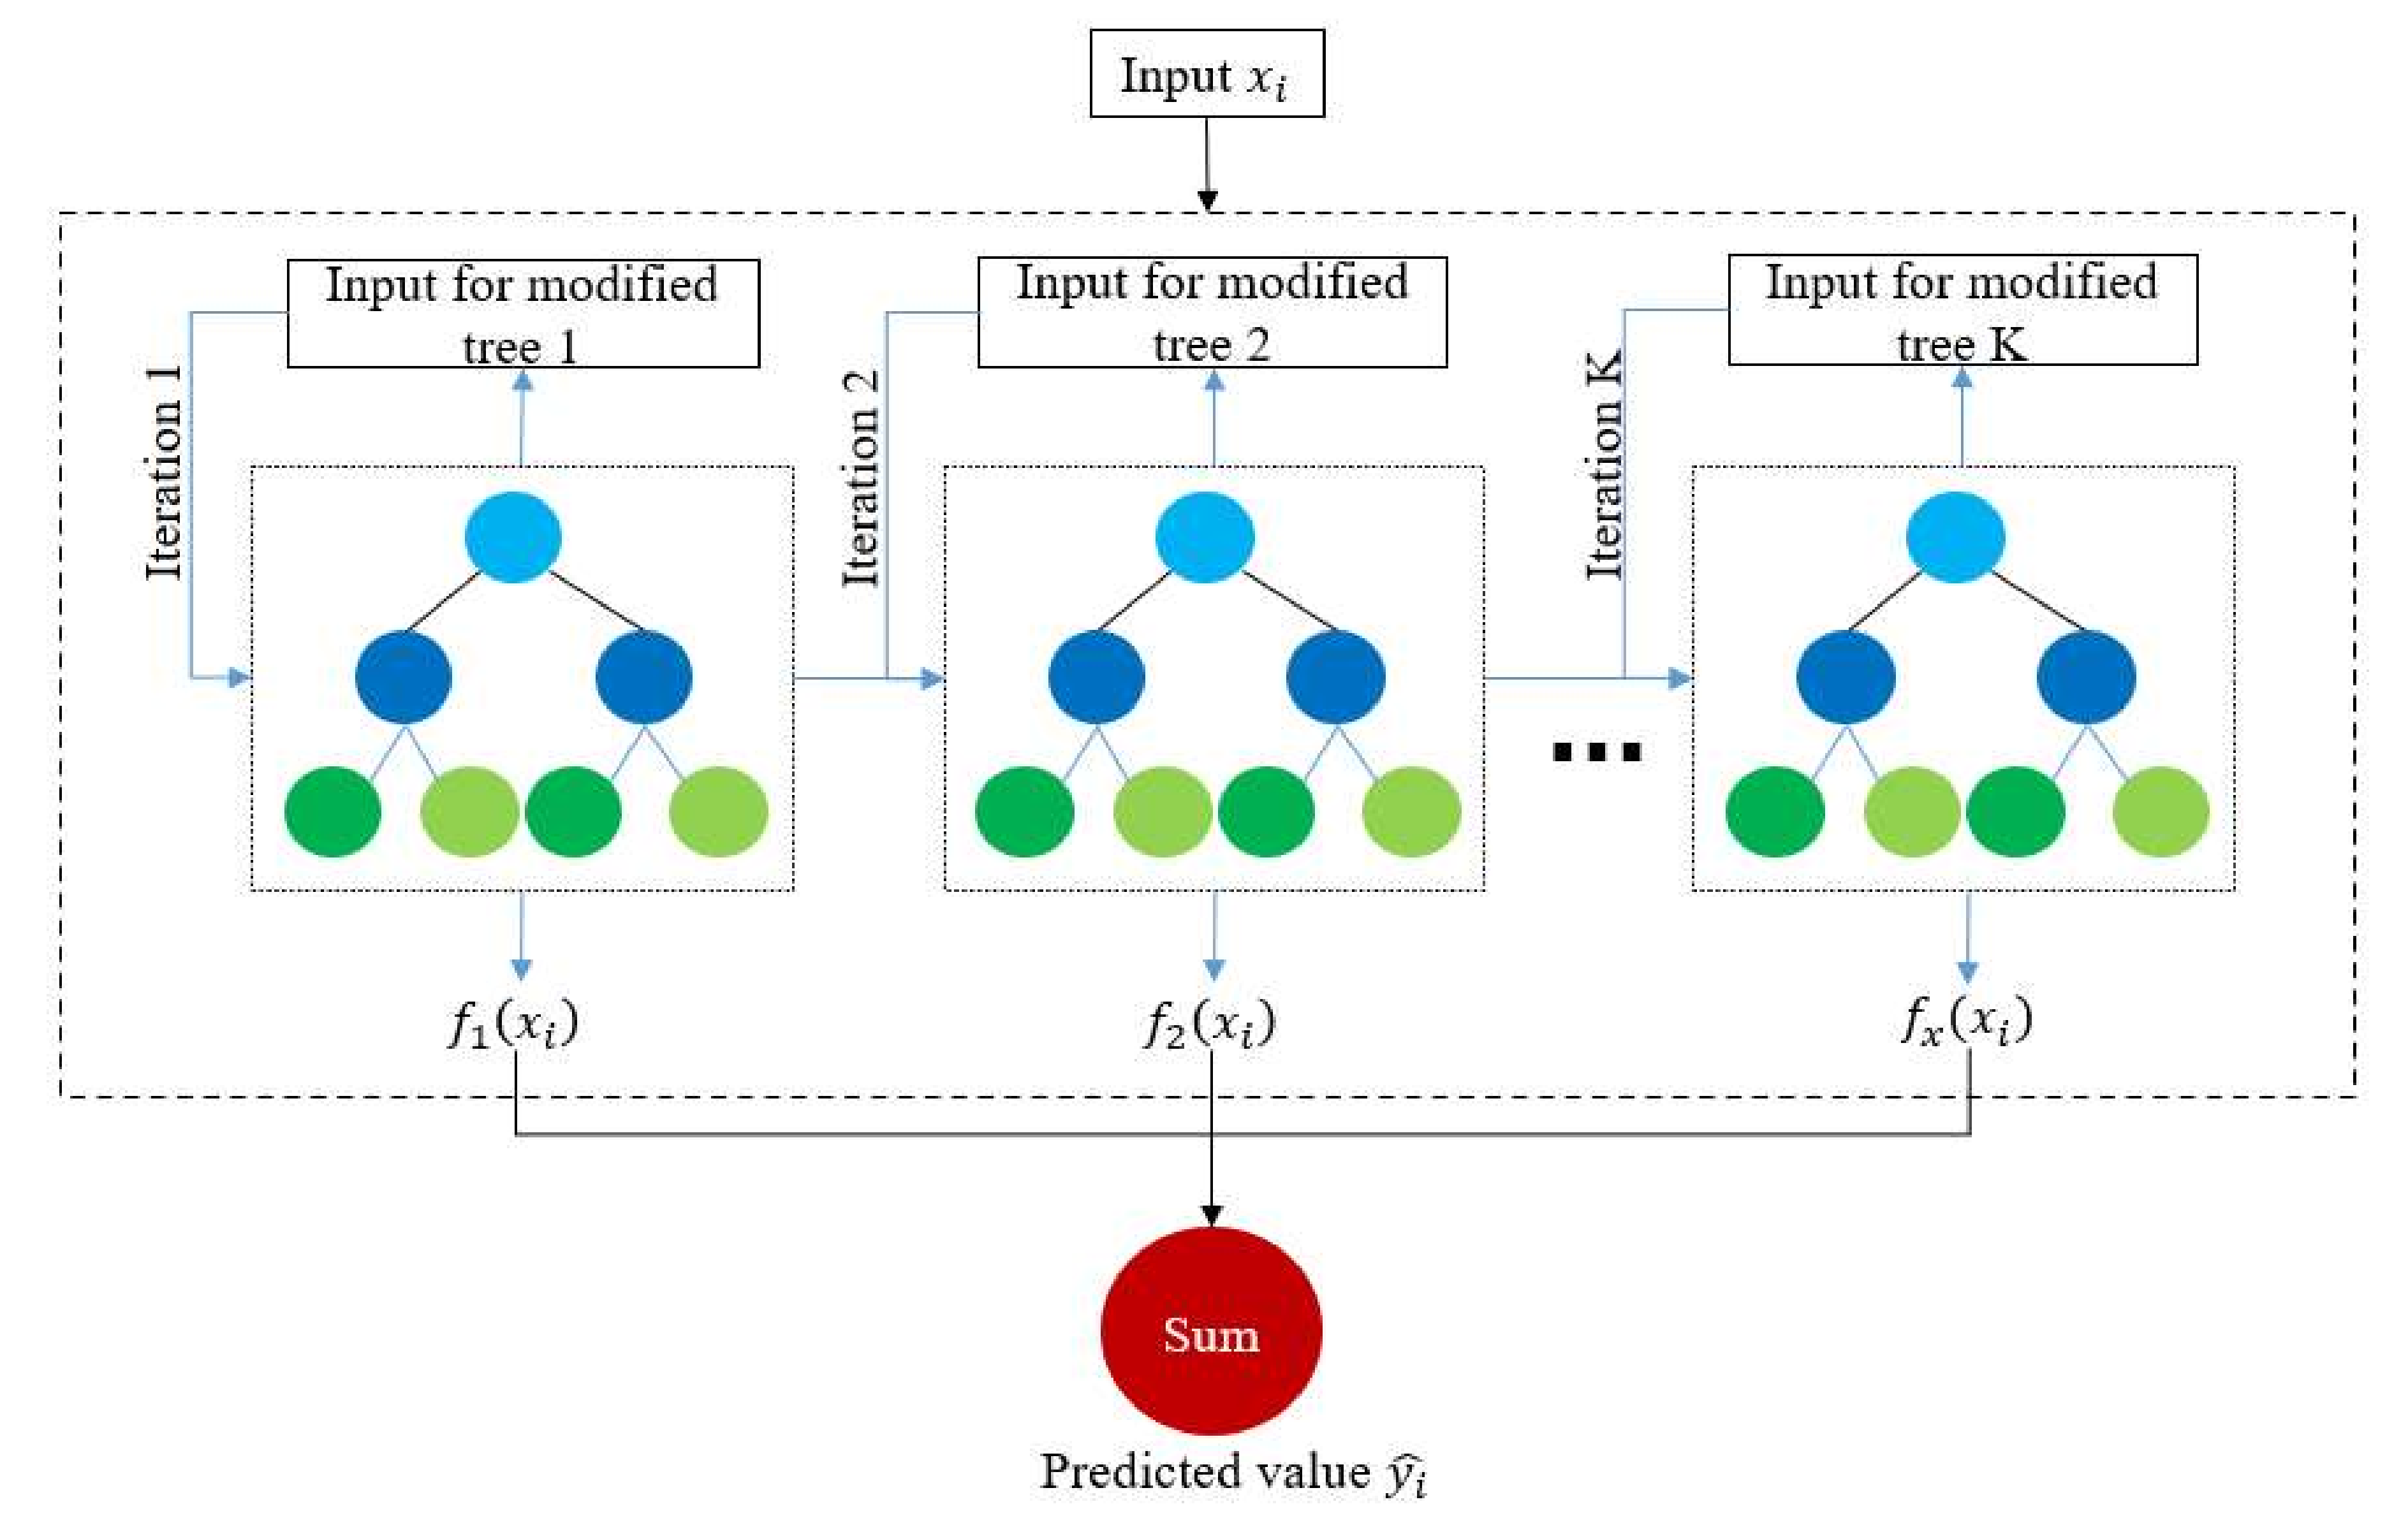 Input xᵢ
Input for modified
tree 1
Input for modified
tree 2
Input for modified
tree K
Iteration 1
Iteration 2
Iteration K
f₁(xᵢ)
f₂(xᵢ)
fₓ(xᵢ)
Sum
Predicted value ŷᵢ